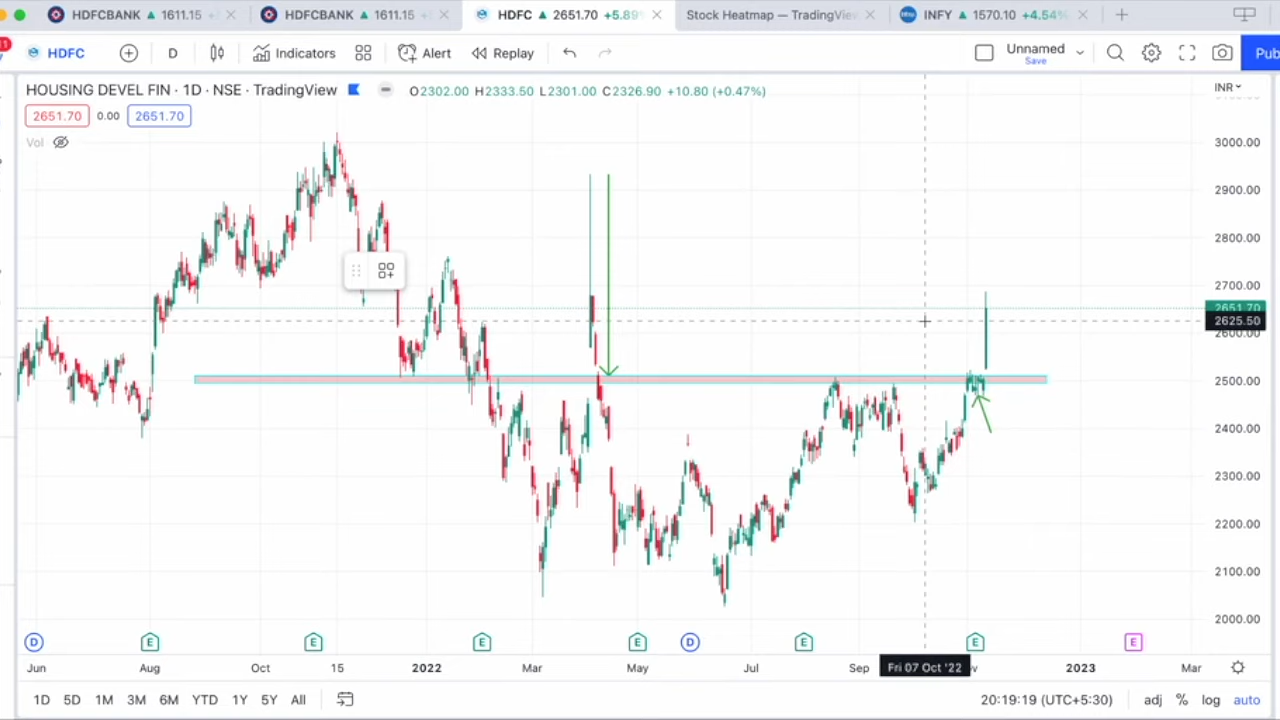 HDFCBANK ▲ 1611.15
HDFCBANK ▲ 1611.15
HDFC ▲ 2651.70 +5.89
Stock Heatmap — TradingView
INFY ▲ 1570.10 +4.54%
11
HDFC
D
Indicators
Alert
Replay
Unnamed
Save
Pub
HOUSING DEVEL FIN · 1D · NSE · TradingView
O2302.00 H2333.50 L2301.00 C2326.90 +10.80 (+0.47%)
INR
2651.70 0.00 2651.70
Vol
3000.00
2900.00
2800.00
2700.00
2651.70
2625.50
2600.00
2500.00
2400.00
2300.00
2200.00
2100.00
2000.00
D E E E E D E E E
Jun Aug Oct 15 2022 Mar May Jul Sep Fri 07 Oct '22 2023 Mar
1D 5D 1M 3M 6M YTD 1Y 5Y All
20:19:19 (UTC+5:30) adj % log auto